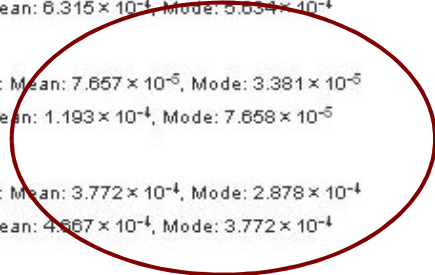 ean: 6.315 × 10⁻⁴, Mode: 5.634 × 10⁻⁴
: Mean: 7.657 × 10⁻⁵, Mode: 3.381 × 10⁻⁵
ean: 1.193 × 10⁻⁴, Mode: 7.658 × 10⁻⁵
: Mean: 3.772 × 10⁻⁴, Mode: 2.878 × 10⁻⁴
ean: 4.667 × 10⁻⁴, Mode: 3.772 × 10⁻⁴